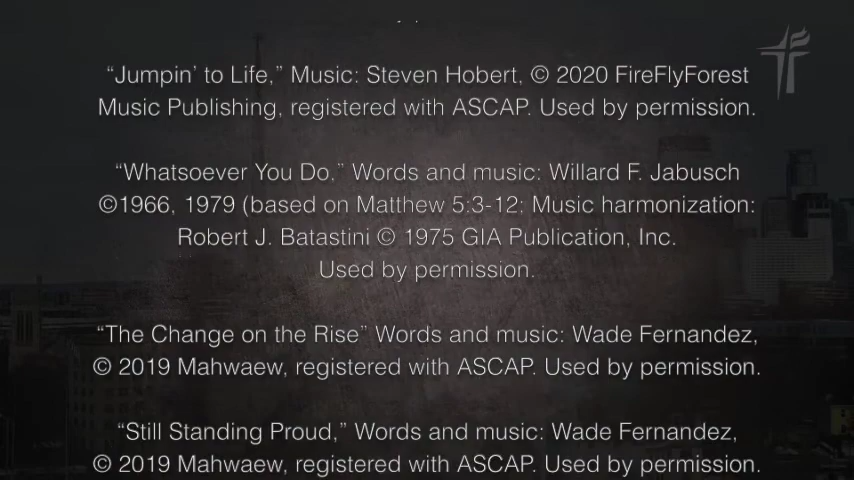 “Jumpin’ to Life,” Music: Steven Hobert, © 2020 FireFlyForest
Music Publishing, registered with ASCAP. Used by permission.
“Whatsoever You Do,” Words and music: Willard F. Jabusch
©1966, 1979 (based on Matthew 5:3-12; Music harmonization:
Robert J. Batastini © 1975 GIA Publication, Inc.
Used by permission.
“The Change on the Rise” Words and music: Wade Fernandez,
© 2019 Mahwaew, registered with ASCAP. Used by permission.
“Still Standing Proud,” Words and music: Wade Fernandez,
© 2019 Mahwaew, registered with ASCAP. Used by permission.